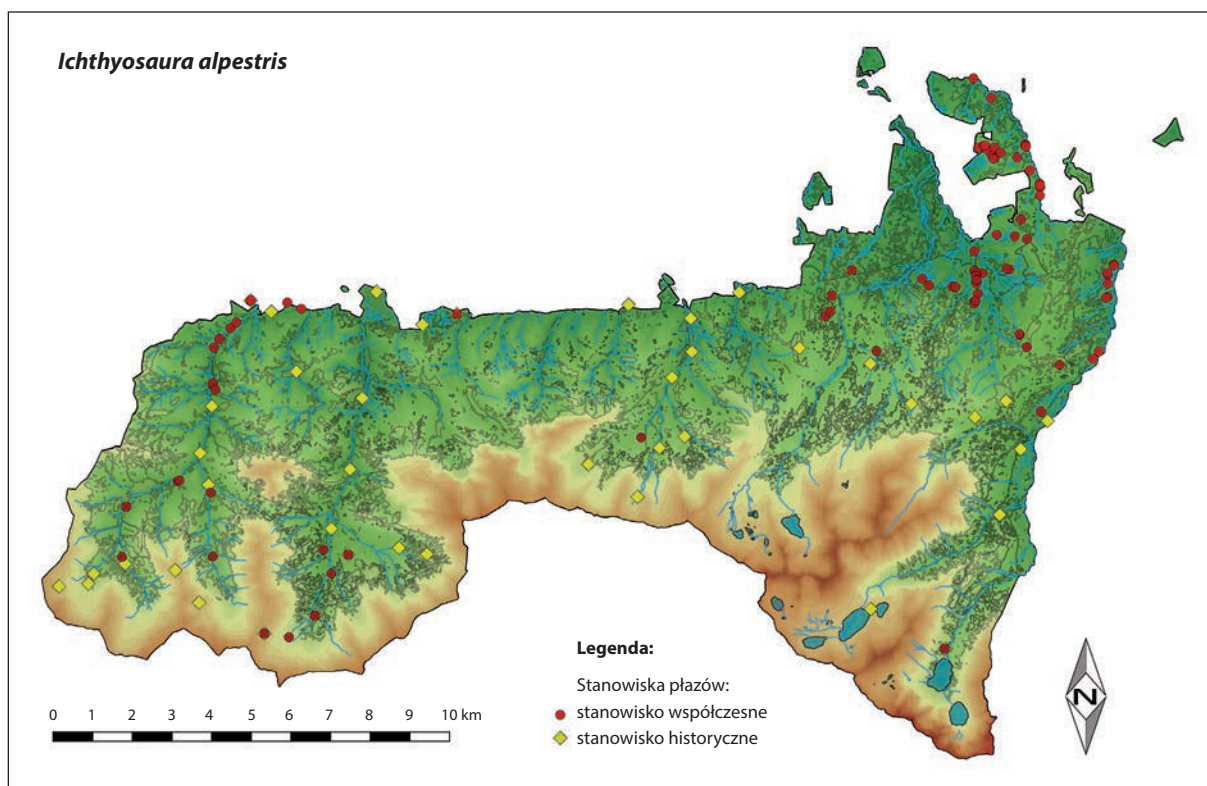 Ichthyosaura alpestris
Legenda:
Stanowiska płazów:
stanowisko współczesne
stanowisko historyczne
0 1 2 3 4 5 6 7 8 9 10 km
N